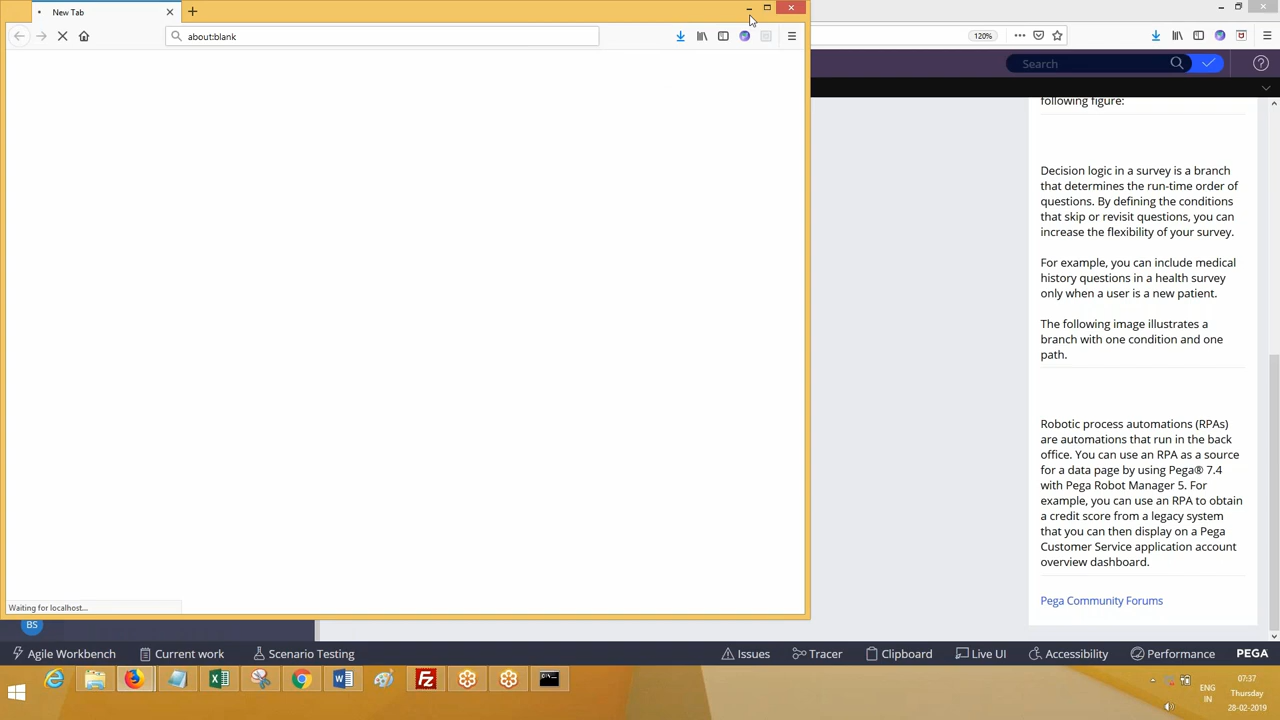 New Tab
about:blank
120%
Search
following figure:
Decision logic in a survey is a branch
that determines the run-time order of
questions. By defining the conditions
that skip or revisit questions, you can
increase the flexibility of your survey.
For example, you can include medical
history questions in a health survey
only when a user is a new patient.
The following image illustrates a
branch with one condition and one
path.
Robotic process automations (RPAs)
are automations that run in the back
office. You can use an RPA as a source
for a data page by using Pega® 7.4
with Pega Robot Manager 5. For
example, you can use an RPA to obtain
a credit score from a legacy system
that you can then display on a Pega
Customer Service application account
overview dashboard.
Pega Community Forums
Waiting for localhost...
BS
Agile Workbench
Current work
Scenario Testing
Issues
Tracer
Clipboard
Live UI
Accessibility
Performance
PEGA
ENG
IN
07:37
Thursday
28-02-2019